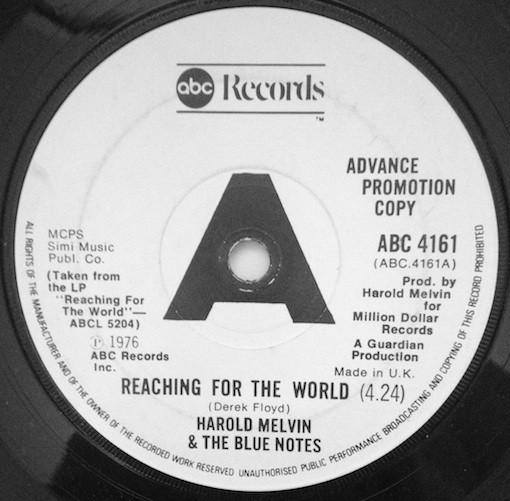 abc Records
TM
ADVANCE
PROMOTION
COPY
A
MCPS
Simi Music
Publ. Co.
(Taken from
the LP
"Reaching For
The World"—
ABCL 5204)
Ⓟ 1976
ABC Records
Inc.
ABC 4161
(ABC.4161A)
Prod. by
Harold Melvin
for
Million Dollar
Records
A Guardian
Production
Made in U.K.
REACHING FOR THE WORLD (4.24)
(Derek Floyd)
HAROLD MELVIN
& THE BLUE NOTES
ALL RIGHTS OF THE MANUFACTURER AND OF THE OWNER OF THE RECORDED WORK RESERVED UNAUTHORISED PUBLIC PERFORMANCE BROADCASTING AND COPYING OF THIS RECORD PROHIBITED